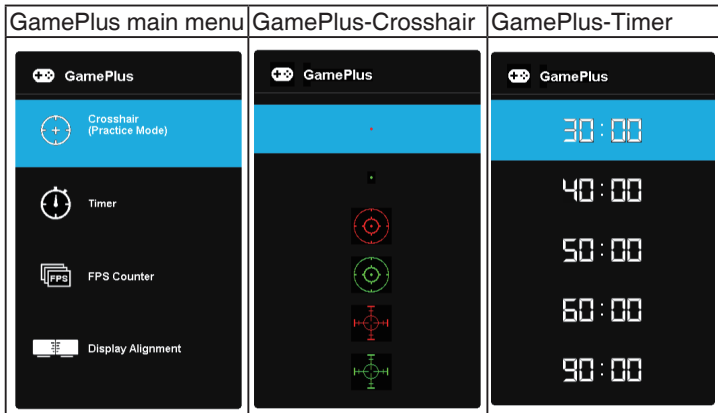 GamePlus main menu
GamePlus-Crosshair
GamePlus-Timer
GamePlus
Crosshair
(Practice Mode)
Timer
FPS
FPS Counter
Display Alignment
GamePlus
GamePlus
30:00
40:00
50:00
60:00
90:00